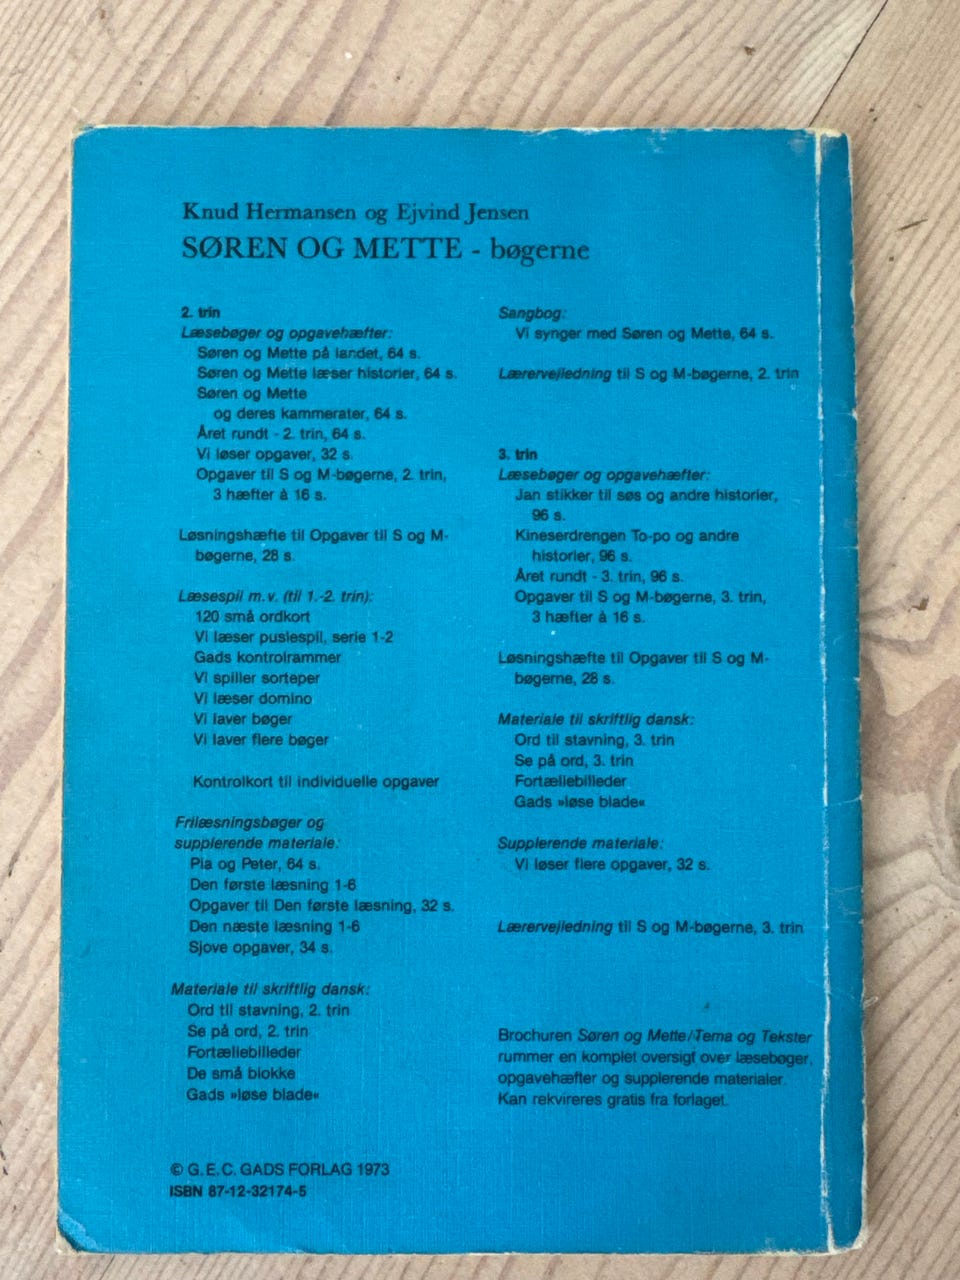 Knud Hermansen og Ejvind Jensen
SØREN OG METTE - bøgerne
2. trin
Læsebøger og opgavehæfter:
Søren og Mette på landet, 64 s.
Søren og Mette læser historier, 64 s.
Søren og Mette
og deres kammerater, 64 s.
Året rundt - 2. trin, 64 s.
Vi løser opgaver, 32 s.
Opgaver til S og M-bøgerne, 2. trin,
3 hæfter à 16 s.
Løsningshæfte til Opgaver til S og M-
bøgerne, 28 s.
Læsespil m.v. (til 1.-2. trin):
120 små ordkort
Vi læser puslespil, serie 1-2
Gads kontrolrammer
Vi spiller sorteper
Vi læser domino
Vi laver bøger
Vi laver flere bøger
Kontrolkort til individuelle opgaver
Frilæsningsbøger og
supplerende materiale:
Pia og Peter, 64 s.
Den første læsning 1-6
Opgaver til Den første læsning, 32 s.
Den næste læsning 1-6
Sjove opgaver, 34 s.
Materiale til skriftlig dansk:
Ord til stavning, 2. trin
Se på ord, 2. trin
Fortællebilleder
De små blokke
Gads »løse blade«
© G.E.C. GADS FORLAG 1973
ISBN 87-12-32174-5
Sangbog:
Vi synger med Søren og Mette, 64 s.
Lærervejledning til S og M-bøgerne, 2. trin
3. trin
Læsebøger og opgavehæfter:
Jan stikker til søs og andre historier,
96 s.
Kineserdrengen To-po og andre
historier, 96 s.
Året rundt - 3. trin, 96 s.
Opgaver til S og M-bøgerne, 3. trin,
3 hæfter à 16 s.
Løsningshæfte til Opgaver til S og M-
bøgerne, 28 s.
Materiale til skriftlig dansk:
Ord til stavning, 3. trin
Se på ord, 3. trin
Fortællebilleder
Gads »løse blade«
Supplerende materiale:
Vi løser flere opgaver, 32 s.
Lærervejledning til S og M-bøgerne, 3. trin
Brochuren Søren og Mette/Tema og Tekster
rummer en komplet oversigt over læsebøger,
opgavehæfter og supplerende materialer.
Kan rekvireres gratis fra forlaget.